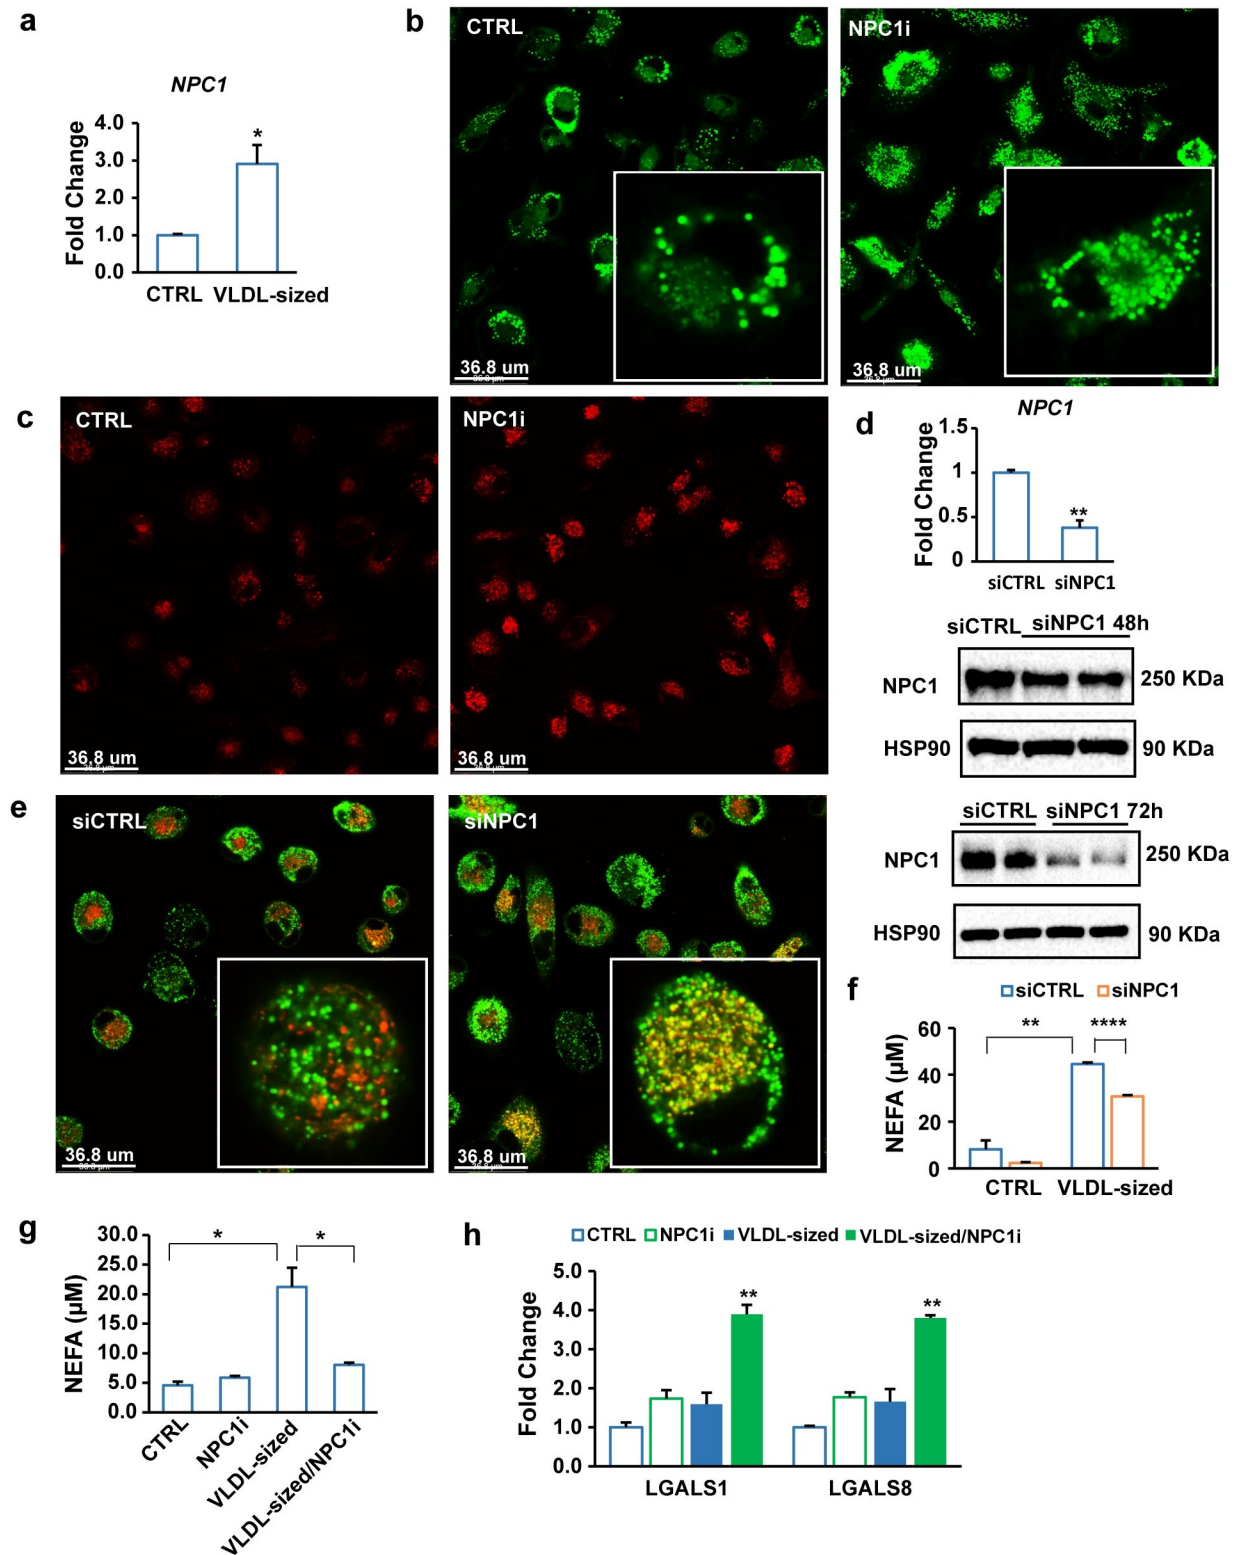 a
NPC1
Fold Change
4.0
3.0
2.0
1.0
0.0
*
CTRL VLDL-sized
b
CTRL
36.8 um
NPC1i
36.8 um
c
CTRL
36.8 um
NPC1i
36.8 um
d
NPC1
Fold Change
1.5
1
0.5
0
**
siCTRL siNPC1
siCTRL siNPC1 48h
NPC1 250 KDa
HSP90 90 KDa
siCTRL siNPC1 72h
NPC1 250 KDa
HSP90 90 KDa
e
siCTRL
36.8 um
siNPC1
36.8 um
f
siCTRL siNPC1
NEFA (µM)
60
40
20
0
** ****
CTRL VLDL-sized
g
NEFA (µM)
30.0
25.0
20.0
15.0
10.0
5.0
0.0
* *
CTRL
NPC1i
VLDL-sized
VLDL-sized/NPC1i
h
CTRL NPC1i VLDL-sized VLDL-sized/NPC1i
Fold Change
5.0
4.0
3.0
2.0
1.0
0.0
** **
LGALS1 LGALS8